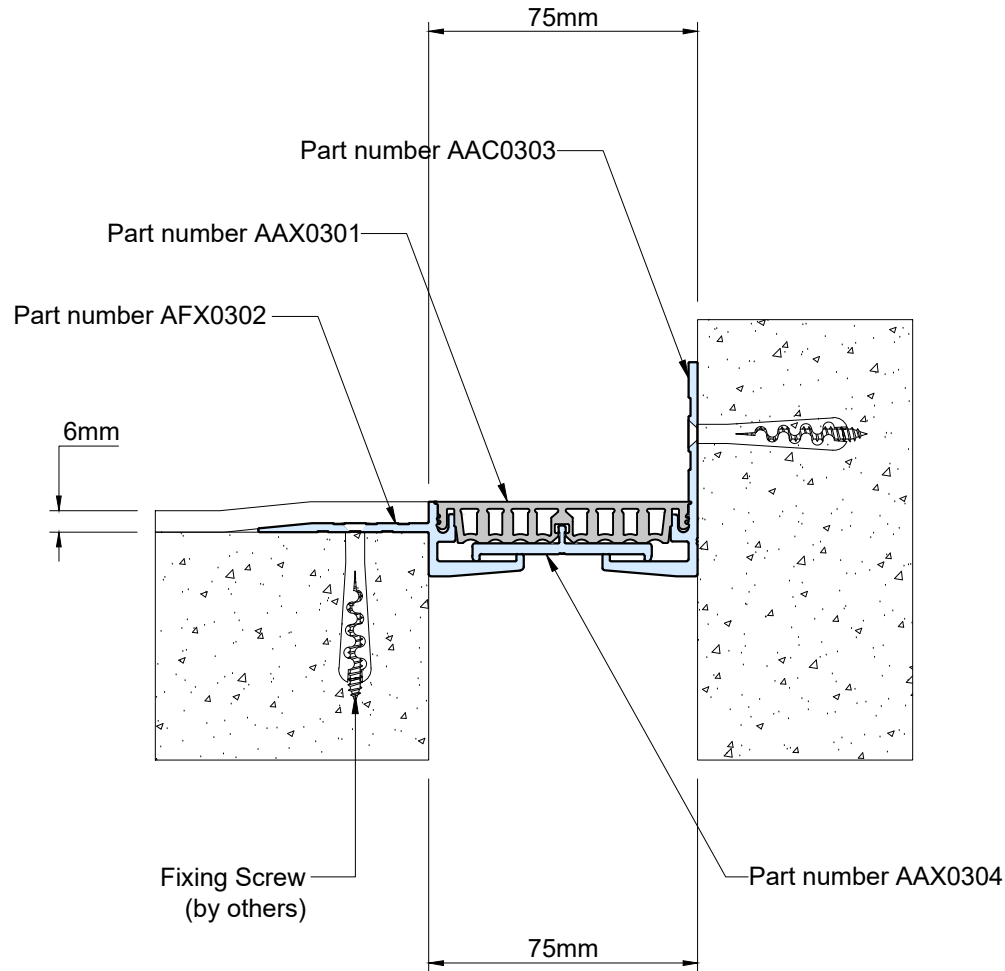 75mm
Part number AAC0303
Part number AAX0301
Part number AFX0302
6mm
Fixing Screw
(by others)
Part number AAX0304
75mm